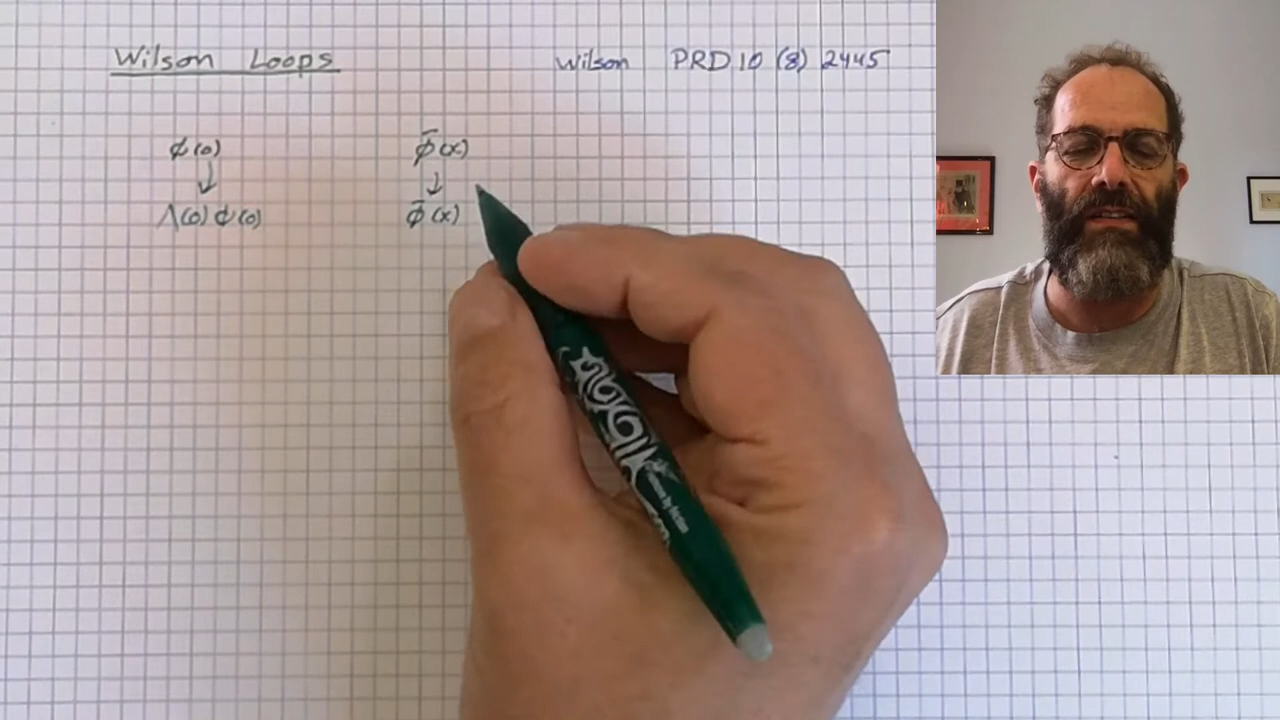 Wilson Loops Wilson PRD 10 (8) 2445
ϕ(0) ϕ̄(x)
↓ ↓
Λ(0)ϕ(0) ϕ̄(x)